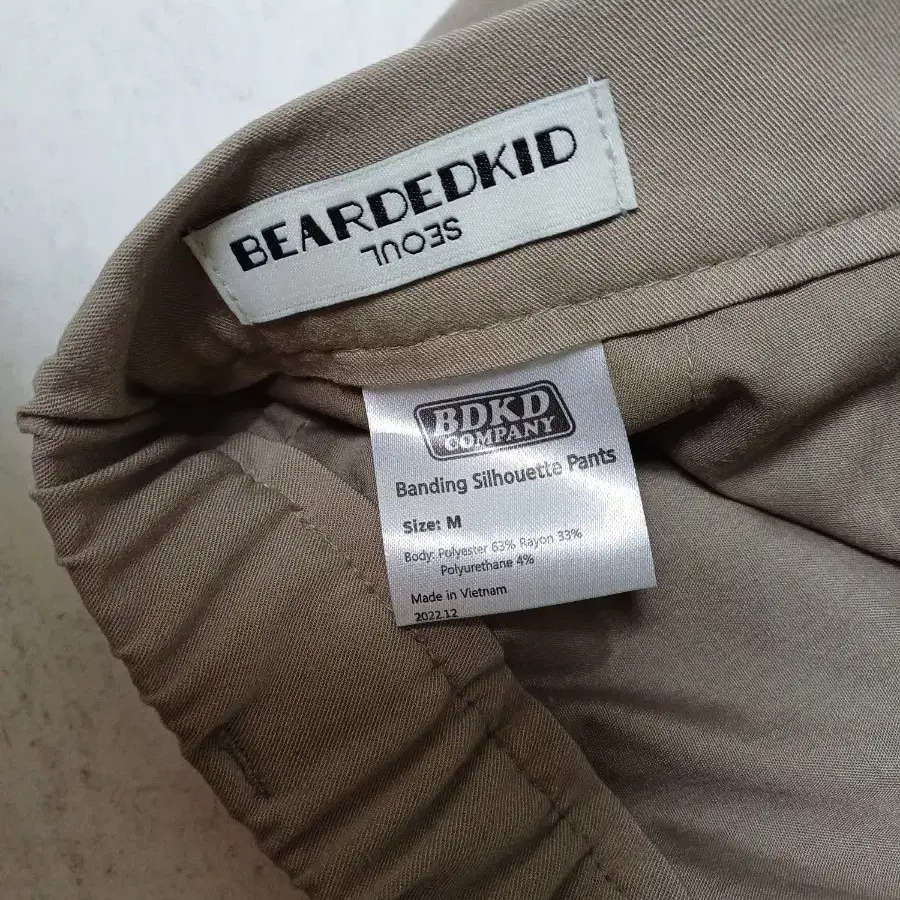 BEARDEDKID
SEOUL
BDKD
COMPANY
Banding Silhouette Pants
Size: M
Body: Polyester 63% Rayon 33%
Polyurethane 4%
Made in Vietnam
2022.12